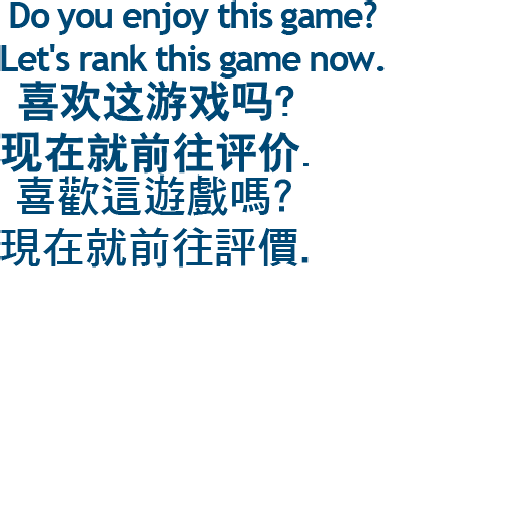 Do you enjoy this game?
Let's rank this game now.
喜欢这游戏吗?
现在就前往评价.
喜歡這遊戲嗎?
現在就前往評價.